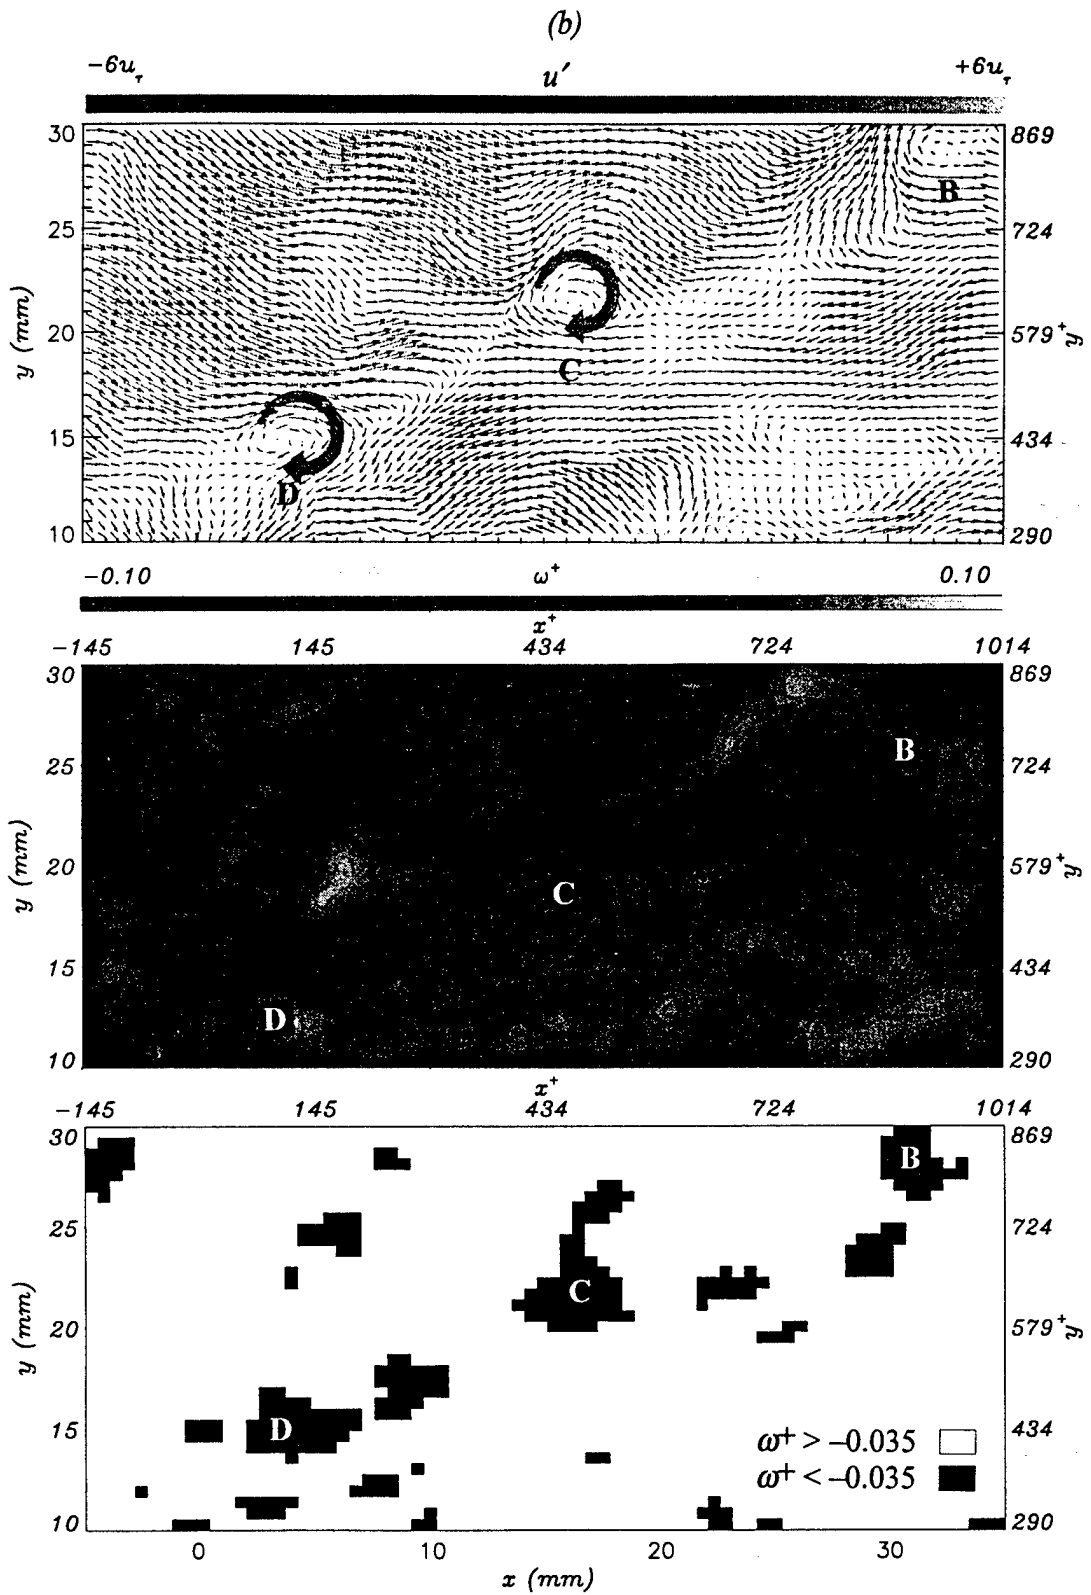 (b)
−6uτ u′ +6uτ
30 869
B
25 724
y (mm) 20 579 y+
C
15 434
D
10 290
−0.10 ω+ 0.10
x+
−145 145 434 724 1014
30 869
B
25 724
y (mm) 20 579 y+
C
15 434
D
10 290
x+
−145 145 434 724 1014
30 869
B
25 724
C
y (mm) 20 579 y+
15 D 434
ω+ > −0.035
ω+ < −0.035
10 290
0 10 20 30
x (mm)